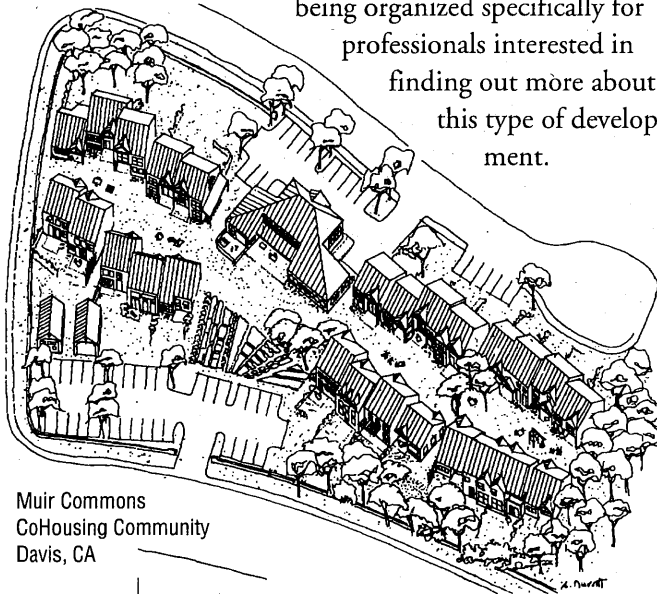 being organized specifically for
professionals interested in
finding out more about
this type of develop
ment.
Muir Commons
CoHousing Community
Davis, CA